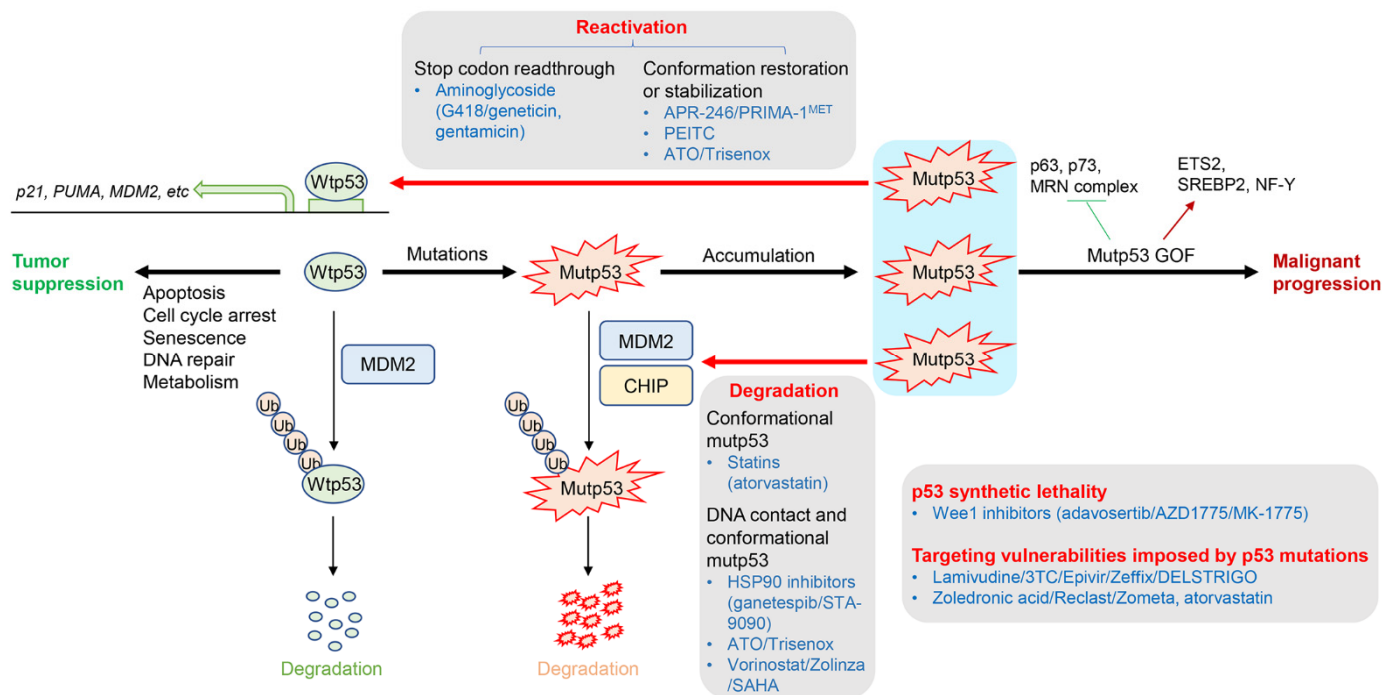 Reactivation
Stop codon readthrough
• Aminoglycoside
(G418/geneticin,
gentamicin)
Conformation restoration
or stabilization
• APR-246/PRIMA-1MET
• PEITC
• ATO/Trisenox
p21, PUMA, MDM2, etc
Wtp53
Mutp53
p63, p73,
MRN complex
ETS2,
SREBP2, NF-Y
Tumor
suppression
Wtp53
Mutations
Mutp53
Accumulation
Mutp53
Mutp53 GOF
Malignant
progression
Apoptosis
Cell cycle arrest
Senescence
DNA repair
Metabolism
MDM2
MDM2
CHIP
Mutp53
Ub
Ub
Ub
Ub
Wtp53
Ub
Ub
Ub
Ub
Mutp53
Degradation
Degradation
Degradation
Conformational
mutp53
• Statins
(atorvastatin)
DNA contact and
conformational
mutp53
• HSP90 inhibitors
(ganetespib/STA-
9090)
• ATO/Trisenox
• Vorinostat/Zolinza
/SAHA
p53 synthetic lethality
• Wee1 inhibitors (adavosertib/AZD1775/MK-1775)
Targeting vulnerabilities imposed by p53 mutations
• Lamivudine/3TC/Epivir/Zeffix/DELSTRIGO
• Zoledronic acid/Reclast/Zometa, atorvastatin